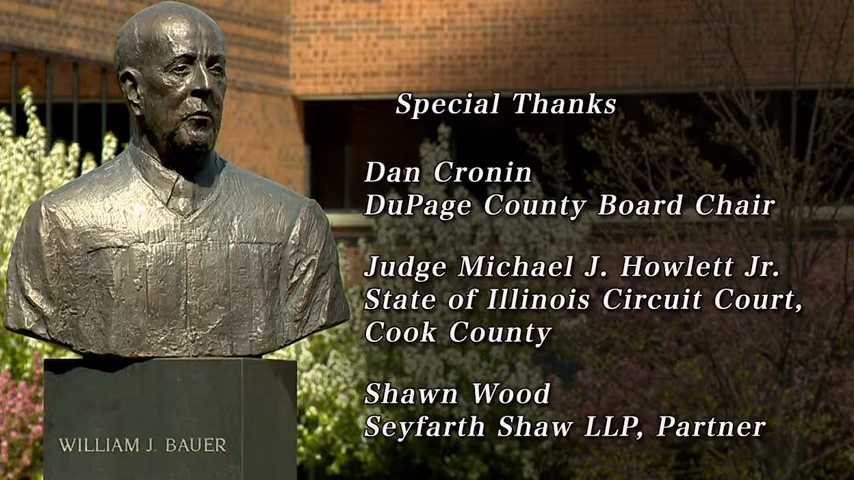 Special Thanks
Dan Cronin
DuPage County Board Chair
Judge Michael J. Howlett Jr.
State of Illinois Circuit Court,
Cook County
Shawn Wood
Seyfarth Shaw LLP, Partner
WILLIAM J. BAUER